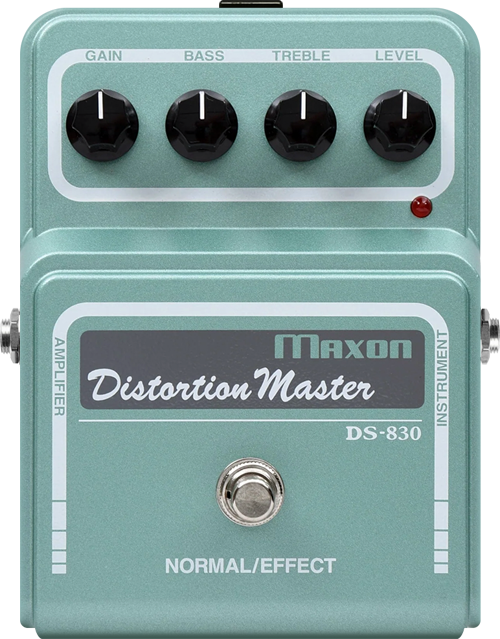 GAIN BASS TREBLE LEVEL
MAXON
Distortion Master
DS-830
AMPLIFIER
INSTRUMENT
NORMAL/EFFECT